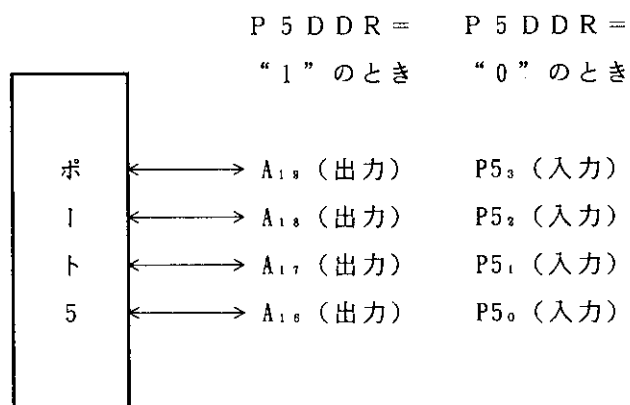 P5DDR= P5DDR=
“1”のとき “0”のとき
ポート5
A₁₉(出力) P5₃(入力)
A₁₈(出力) P5₂(入力)
A₁₇(出力) P5₁(入力)
A₁₆(出力) P5₀(入力)